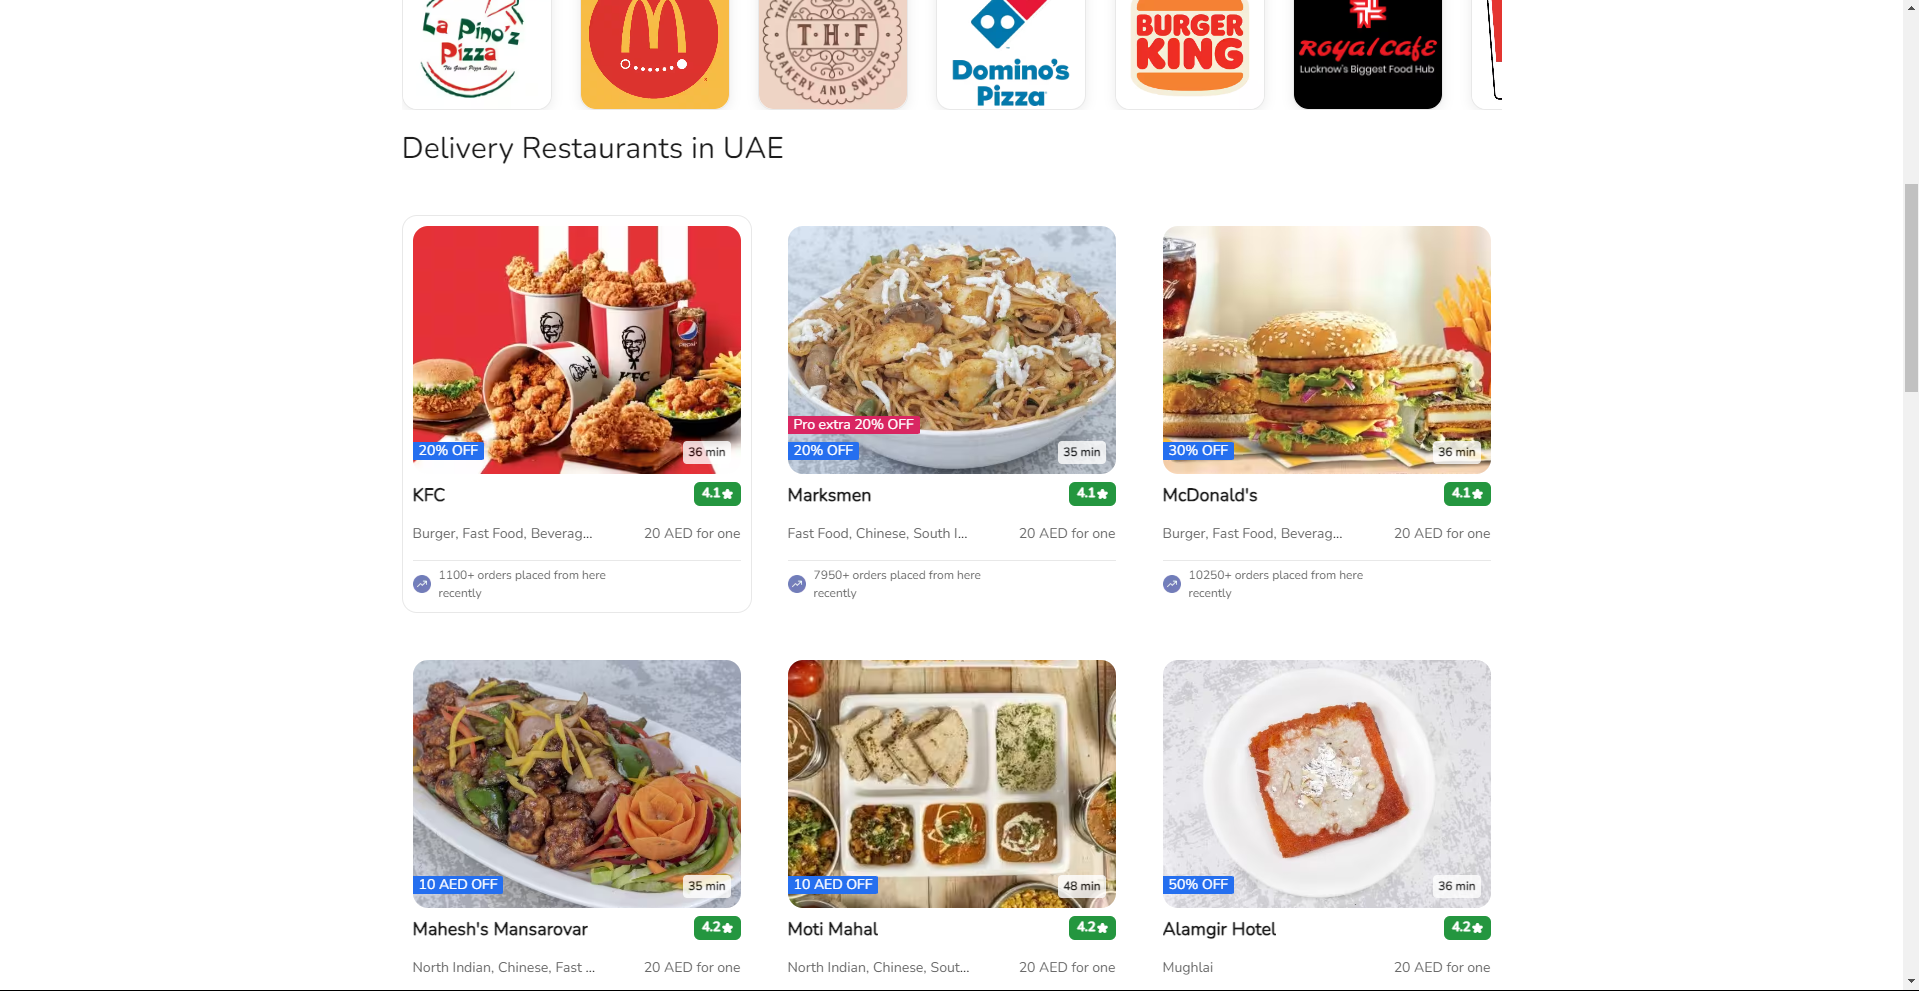 La Pino'z
Pizza
The Giant Pizza Slices
T·H·F
BAKERY AND SWEETS
Domino's
Pizza
BURGER
KING
Royal Cafe
Lucknow's Biggest Food Hub
Delivery Restaurants in UAE
KFC
pepsi
20% OFF
36 min
Pro extra 20% OFF
20% OFF
35 min
30% OFF
36 min
KFC
4.1
Marksmen
4.1
McDonald's
4.1
Burger, Fast Food, Beverag...
20 AED for one
Fast Food, Chinese, South I...
20 AED for one
Burger, Fast Food, Beverag...
20 AED for one
1100+ orders placed from here
recently
7950+ orders placed from here
recently
10250+ orders placed from here
recently
10 AED OFF
35 min
10 AED OFF
48 min
50% OFF
36 min
Mahesh's Mansarovar
4.2
Moti Mahal
4.2
Alamgir Hotel
4.2
North Indian, Chinese, Fast ...
20 AED for one
North Indian, Chinese, Sout...
20 AED for one
Mughlai
20 AED for one